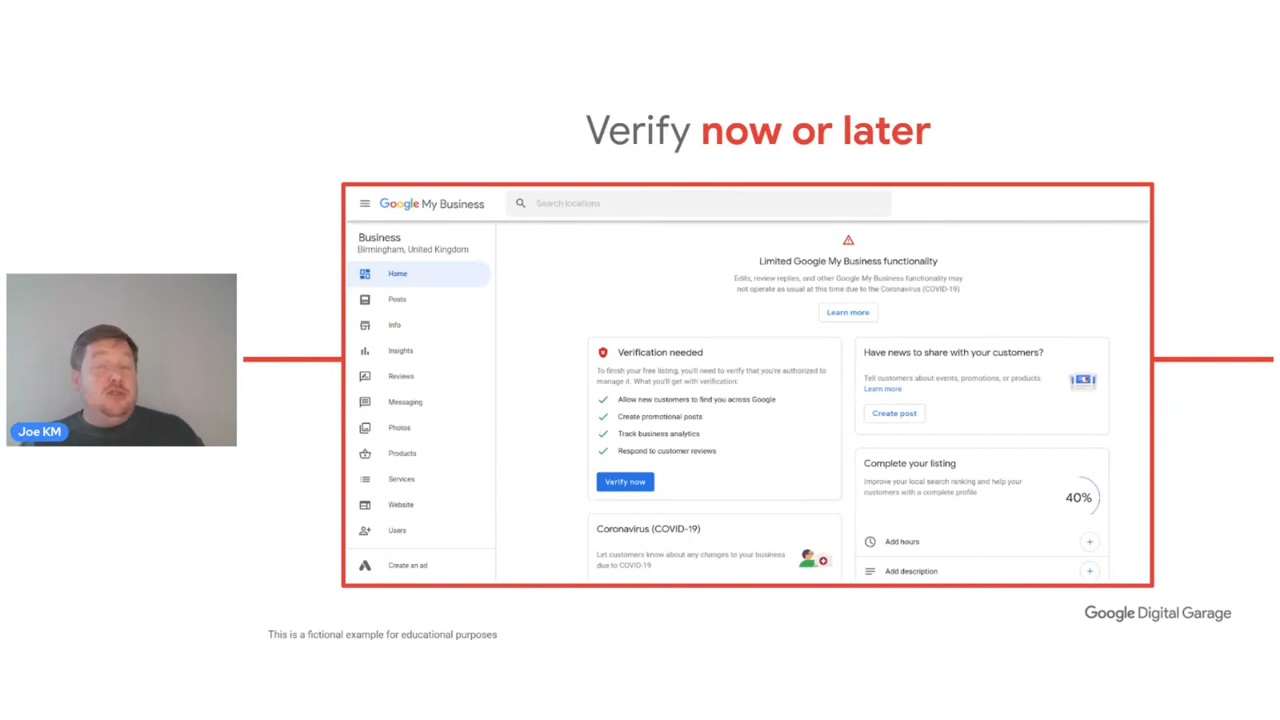 Verify now or later
Google My Business
Search locations
Business
Birmingham, United Kingdom
Home
Posts
Info
Insights
Reviews
Messaging
Photos
Products
Services
Website
Users
Create an ad
Limited Google My Business functionality
Edits, review replies, and other Google My Business functionality may
not operate as usual at this time due to the Coronavirus (COVID-19)
Learn more
Verification needed
To finish your free listing, you'll need to verify that you're authorized to
manage it. What you'll get with verification:
Allow new customers to find you across Google
Create promotional posts
Track business analytics
Respond to customer reviews
Verify now
Coronavirus (COVID-19)
Let customers know about any changes to your business
due to COVID-19
Have news to share with your customers?
Tell customers about events, promotions, or products.
Learn more
Create post
Complete your listing
Improve your local search ranking and help your
customers with a complete profile
40%
Add hours
Add description
Joe KM
Google Digital Garage
This is a fictional example for educational purposes